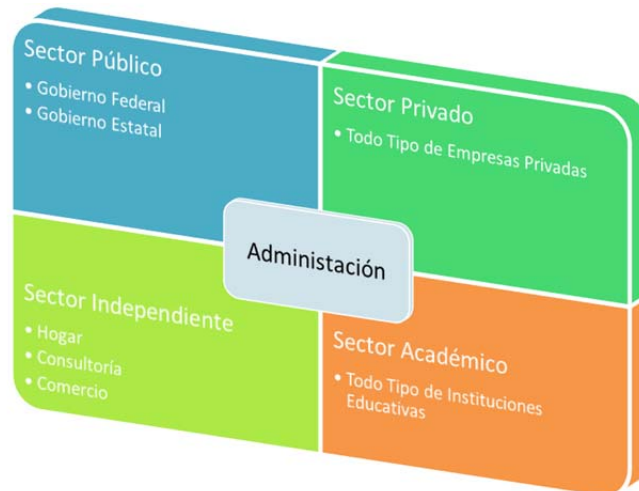 Sector Público
• Gobierno Federal
• Gobierno Estatal
Sector Privado
• Todo Tipo de Empresas Privadas
Administación
Sector Independiente
• Hogar
• Consultoría
• Comercio
Sector Académico
• Todo Tipo de Instituciones
Educativas